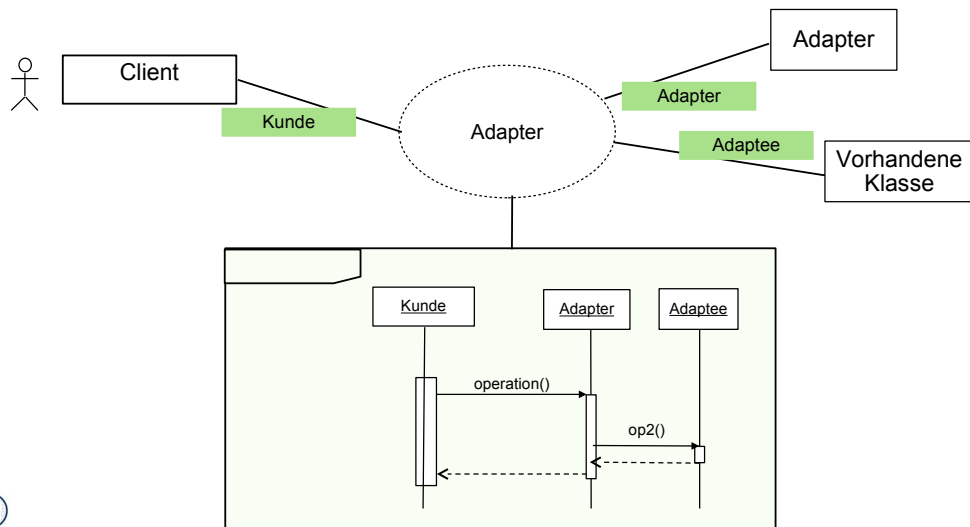 Adapter
Client
Adapter
Kunde
Adapter
Adaptee
Vorhandene
Klasse
Kunde
Adapter
Adaptee
operation()
op2()